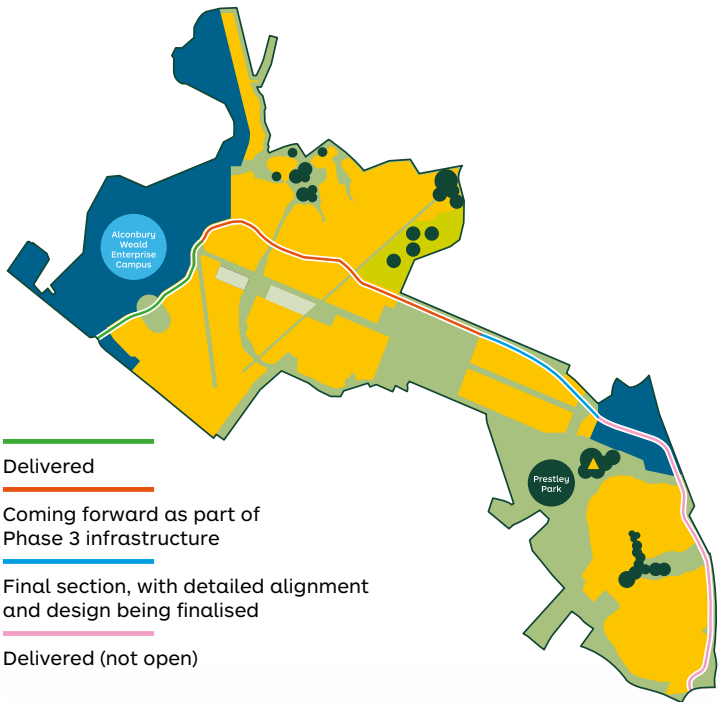 Alconbury
Weald
Enterprise
Campus
Prestley
Park
Delivered
Coming forward as part of
Phase 3 infrastructure
Final section, with detailed alignment
and design being finalised
Delivered (not open)